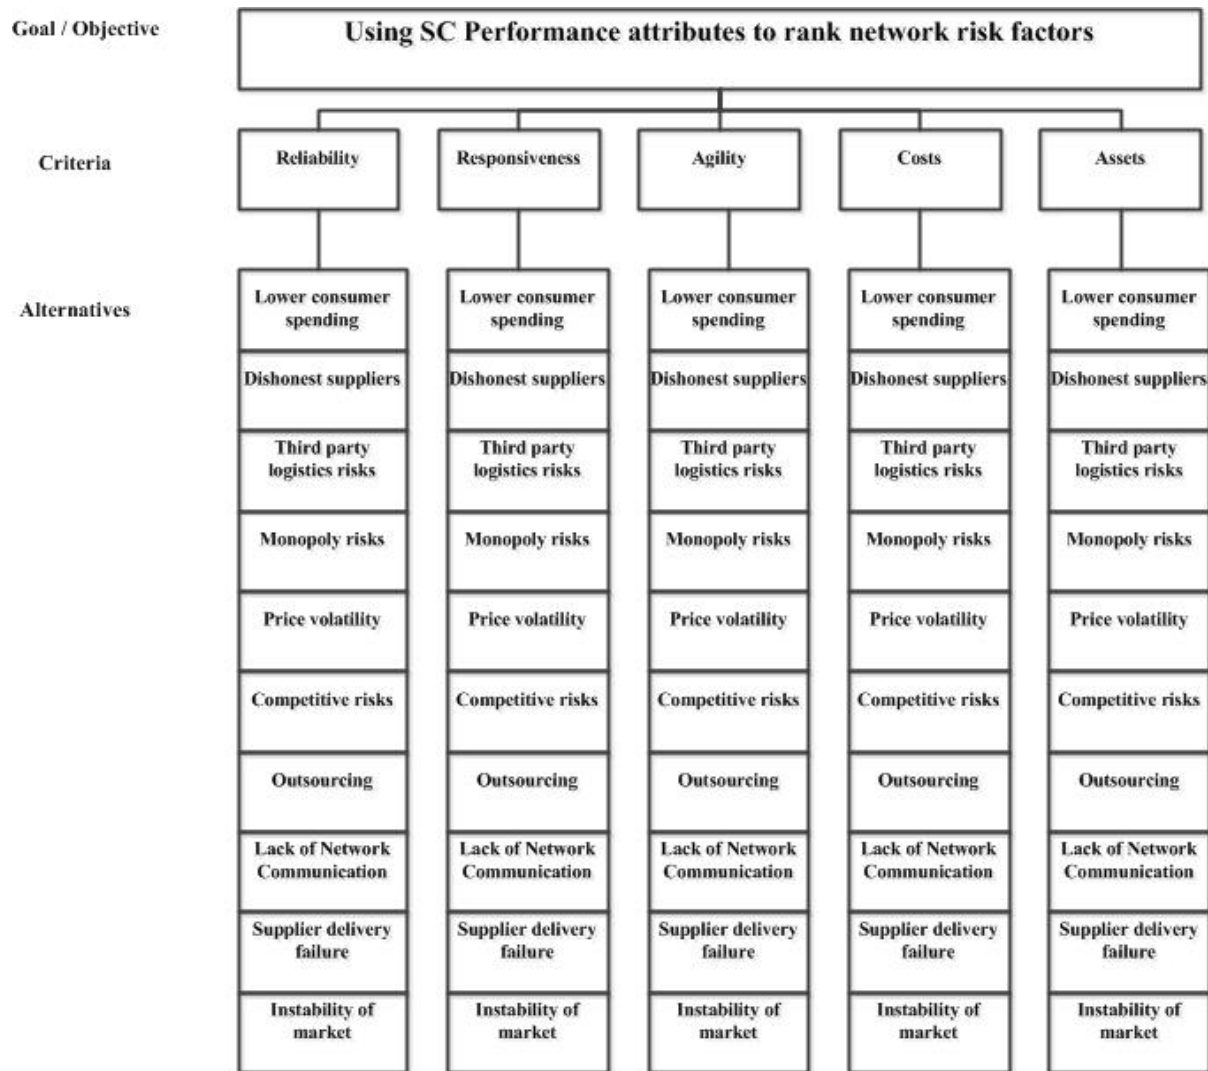 Goal / Objective
Using SC Performance attributes to rank network risk factors
Criteria
Reliability
Responsiveness
Agility
Costs
Assets
Alternatives
Lower consumer
spending
Dishonest suppliers
Third party
logistics risks
Monopoly risks
Price volatility
Competitive risks
Outsourcing
Lack of Network
Communication
Supplier delivery
failure
Instability of
market
Lower consumer
spending
Dishonest suppliers
Third party
logistics risks
Monopoly risks
Price volatility
Competitive risks
Outsourcing
Lack of Network
Communication
Supplier delivery
failure
Instability of
market
Lower consumer
spending
Dishonest suppliers
Third party
logistics risks
Monopoly risks
Price volatility
Competitive risks
Outsourcing
Lack of Network
Communication
Supplier delivery
failure
Instability of
market
Lower consumer
spending
Dishonest suppliers
Third party
logistics risks
Monopoly risks
Price volatility
Competitive risks
Outsourcing
Lack of Network
Communication
Supplier delivery
failure
Instability of
market
Lower consumer
spending
Dishonest suppliers
Third party
logistics risks
Monopoly risks
Price volatility
Competitive risks
Outsourcing
Lack of Network
Communication
Supplier delivery
failure
Instability of
market